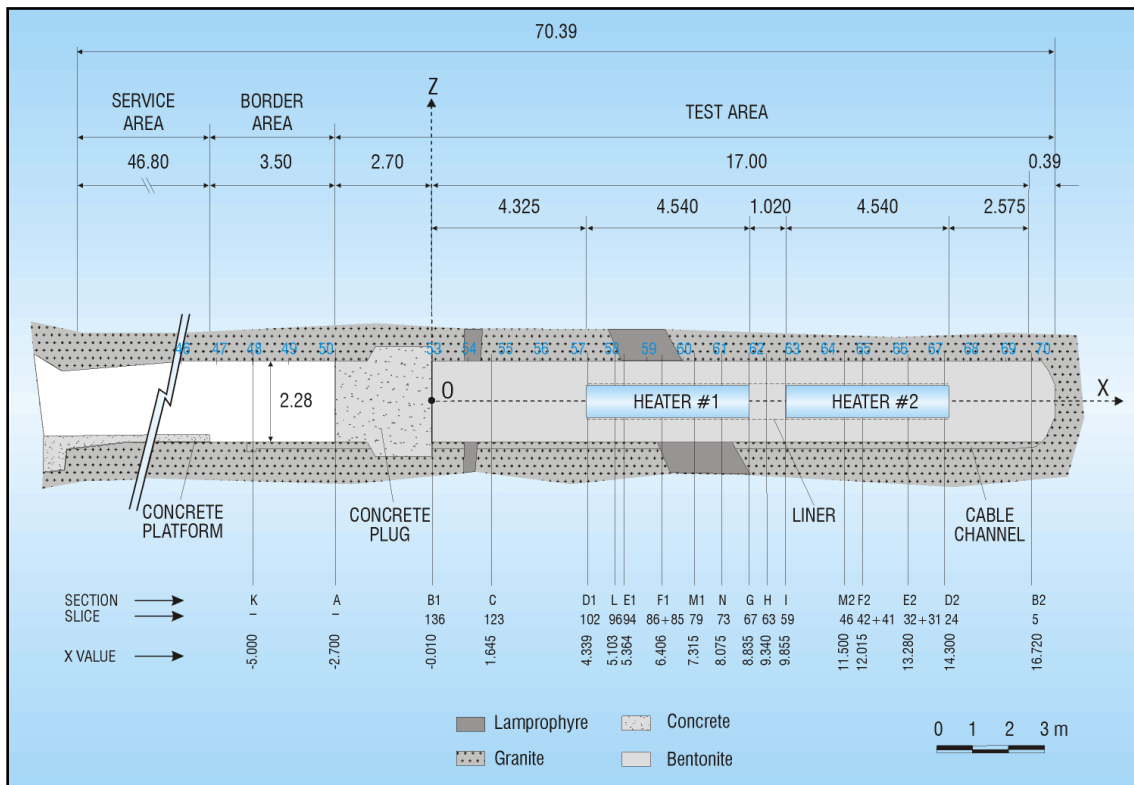 70.39
Z
SERVICE AREA
BORDER AREA
TEST AREA
46.80 3.50 2.70 17.00 0.39
4.325 4.540 1.020 4.540 2.575
46 47 48 49 50 53 54 55 56 57 58 59 60 61 62 63 64 65 66 67 68 69 70
2.28
O
HEATER #1
HEATER #2
X
CONCRETE PLATFORM
CONCRETE PLUG
LINER
CABLE CHANNEL
SECTION K A B1 C D1 L E1 F1 M1 N G H I M2 F2 E2 D2 B2
SLICE – – 136 123 102 96 94 86+85 79 73 67 63 59 46 42+41 32+31 24 5
X VALUE -5.000 -2.700 -0.010 1.645 4.339 5.103 5.364 6.406 7.315 8.075 8.835 9.340 9.855 11.500 12.015 13.280 14.300 16.720
Lamprophyre
Concrete
Granite
Bentonite
0 1 2 3 m